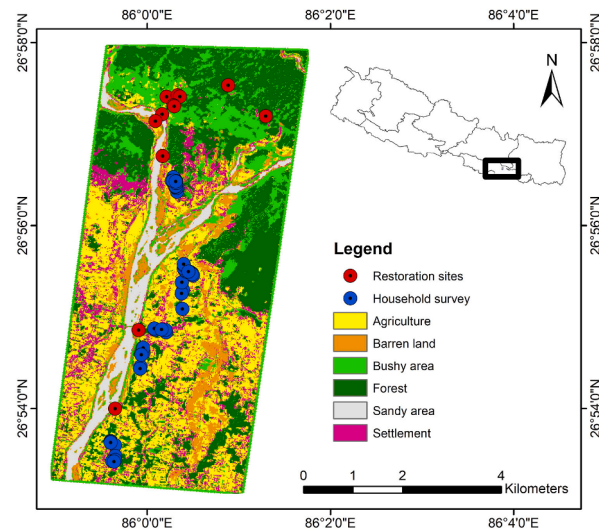 86°0'0"E 86°2'0"E 86°4'0"E
26°58'0"N 26°58'0"N
N
26°56'0"N 26°56'0"N
Legend
Restoration sites
Household survey
Agriculture
Barren land
Bushy area
Forest
Sandy area
Settlement
26°54'0"N 26°54'0"N
0 1 2 4
Kilometers
86°0'0"E 86°2'0"E 86°4'0"E